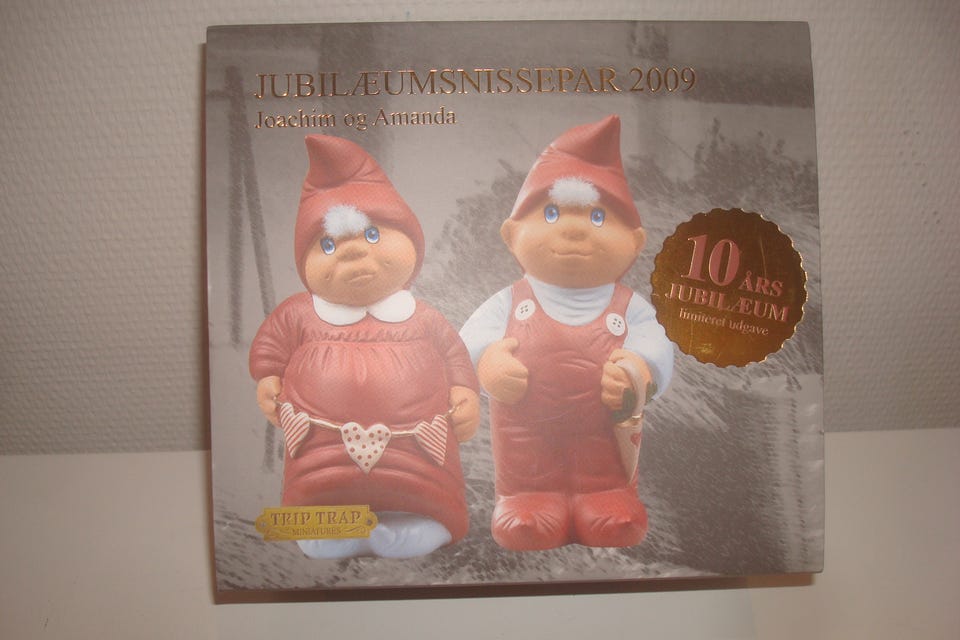 JUBILÆUMSNISSEPAR 2009
Joachim og Amanda
10 ÅRS
JUBILÆUM
limiteret udgave
TRIP TRAP
MINIATURES